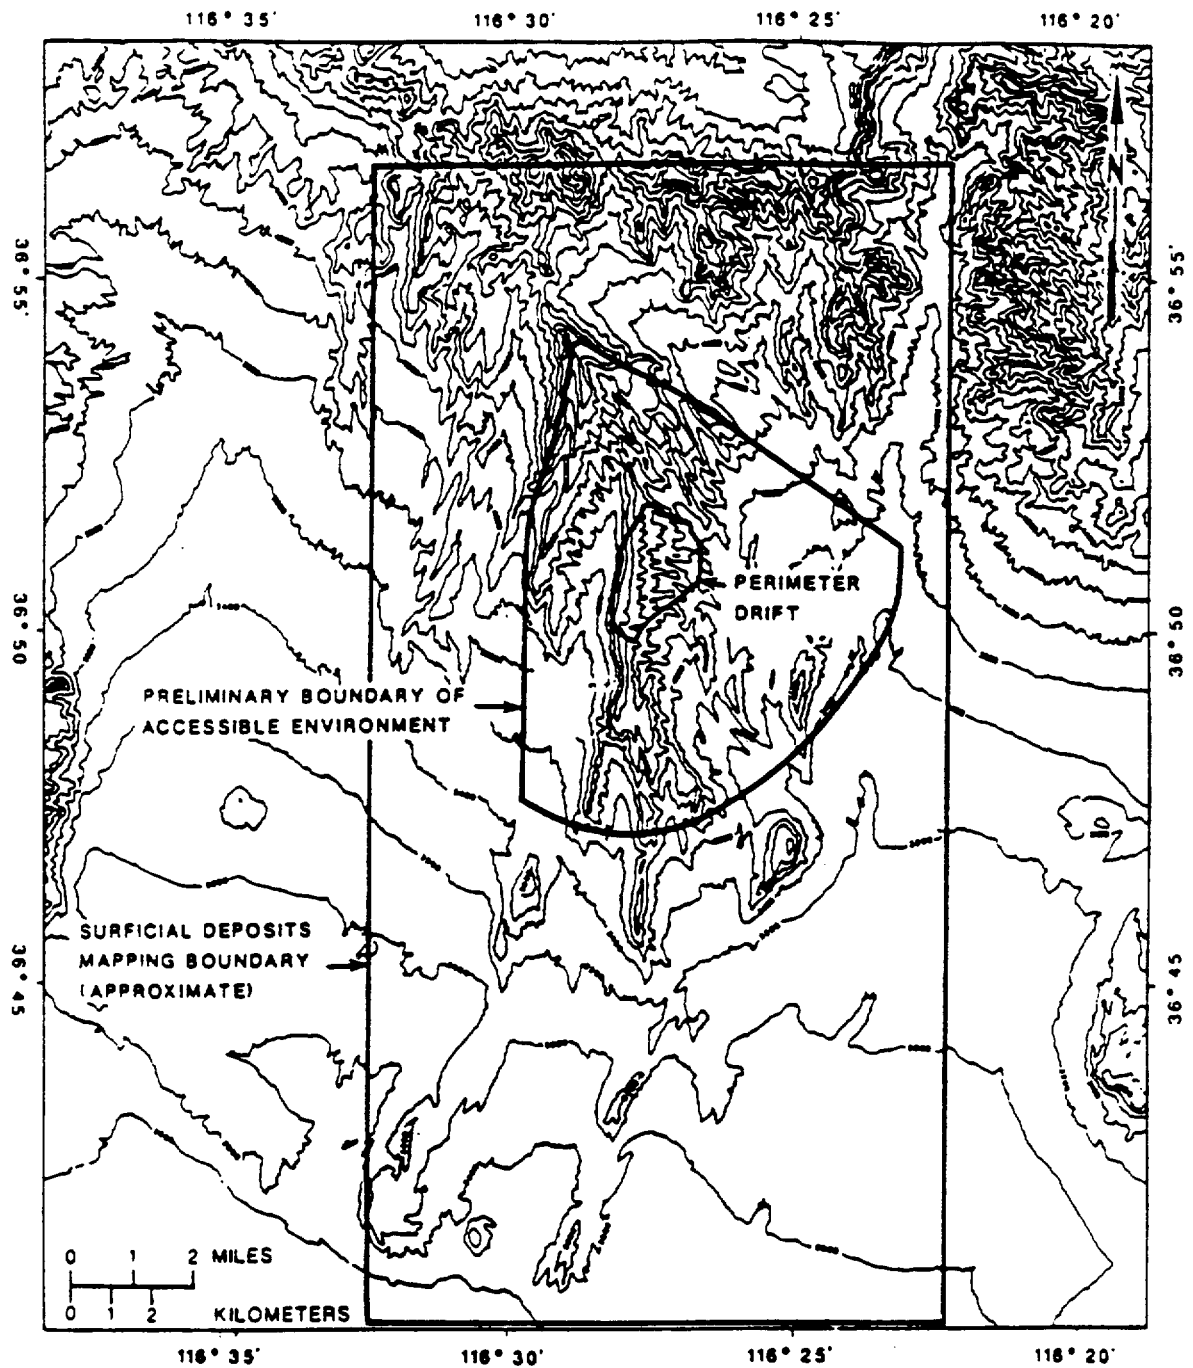 116° 35'
116° 30'
116° 25'
116° 20'
N
36° 55'
36° 55'
PERIMETER
DRIFT
36° 50
36° 50
PRELIMINARY BOUNDARY OF
ACCESSIBLE ENVIRONMENT
SURFICIAL DEPOSITS
MAPPING BOUNDARY
(APPROXIMATE)
36° 45
36° 45
0 1 2 MILES
0 1 2 KILOMETERS
116° 35'
116° 30'
116° 25'
116° 20'